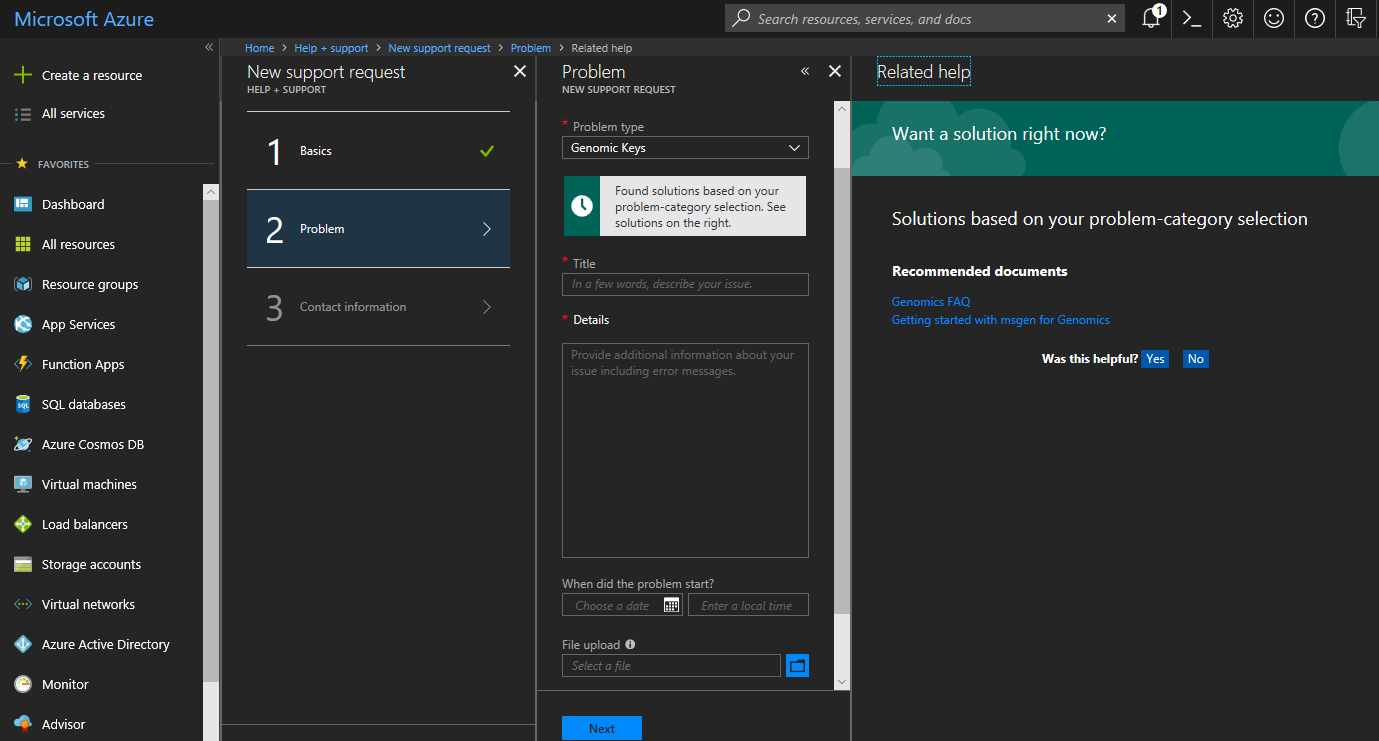 Microsoft Azure
Search resources, services, and docs
1
Home > Help + support > New support request > Problem > Related help
Create a resource
All services
FAVORITES
Dashboard
All resources
Resource groups
App Services
Function Apps
SQL databases
Azure Cosmos DB
Virtual machines
Load balancers
Storage accounts
Virtual networks
Azure Active Directory
Monitor
Advisor
New support request
HELP + SUPPORT
1 Basics
2 Problem
3 Contact information
Problem
NEW SUPPORT REQUEST
* Problem type
Genomic Keys
Found solutions based on your
problem-category selection. See
solutions on the right.
* Title
In a few words, describe your issue.
* Details
Provide additional information about your
issue including error messages.
When did the problem start?
Choose a date
Enter a local time
File upload
Select a file
Next
Related help
Want a solution right now?
Solutions based on your problem-category selection
Recommended documents
Genomics FAQ
Getting started with msgen for Genomics
Was this helpful? Yes No